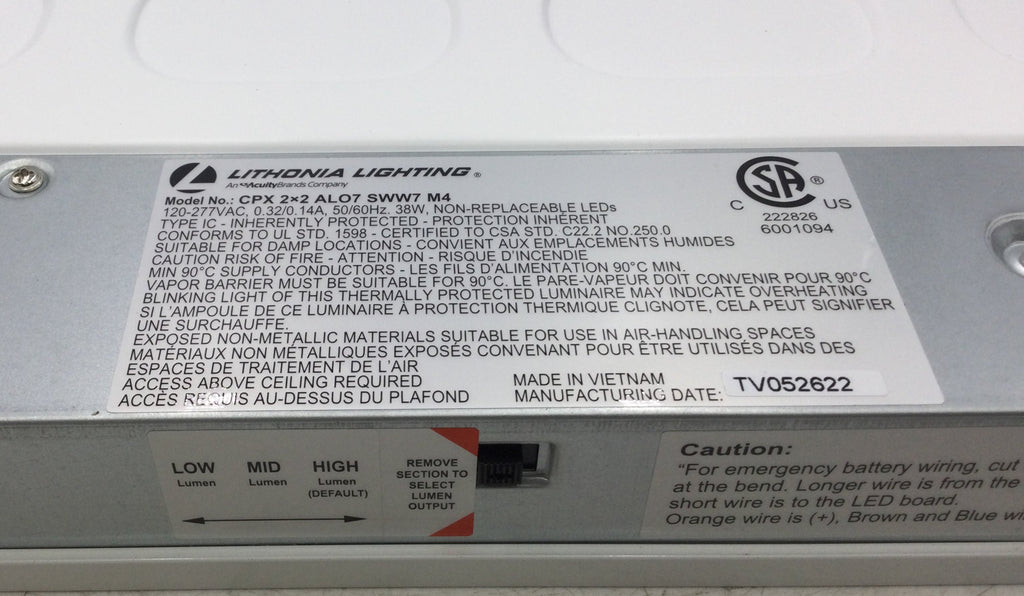 LITHONIA LIGHTING®
An AcuityBrands Company
Model No.: CPX 2×2 ALO7 SWW7 M4
120-277VAC, 0.32/0.14A, 50/60Hz. 38W, NON-REPLACEABLE LEDs
TYPE IC - INHERENTLY PROTECTED - PROTECTION INHÉRENT
CONFORMS TO UL STD. 1598 - CERTIFIED TO CSA STD. C22.2 NO.250.0
SUITABLE FOR DAMP LOCATIONS - CONVIENT AUX EMPLACEMENTS HUMIDES
CAUTION RISK OF FIRE - ATTENTION - RISQUE D'INCENDIE
MIN 90°C SUPPLY CONDUCTORS - LES FILS D'ALIMENTATION 90°C MIN.
VAPOR BARRIER MUST BE SUITABLE FOR 90°C. LE PARE-VAPEUR DOIT CONVENIR POUR 90°C
BLINKING LIGHT OF THIS THERMALLY PROTECTED LUMINAIRE MAY INDICATE OVERHEATING
SI L'AMPOULE DE CE LUMINAIRE À PROTECTION THERMIQUE CLIGNOTE, CELA PEUT SIGNIFIER
UNE SURCHAUFFE.
EXPOSED NON-METALLIC MATERIALS SUITABLE FOR USE IN AIR-HANDLING SPACES
MATÉRIAUX NON MÉTALLIQUES EXPOSÉS CONVENANT POUR ÊTRE UTILISÉS DANS DES
ESPACES DE TRAITEMENT DE L'AIR
ACCESS ABOVE CEILING REQUIRED
ACCÈS REQUIS AU-DESSUS DU PLAFOND
MADE IN VIETNAM
MANUFACTURING DATE: TV052622
C SA ® US
222826
6001094
LOW MID HIGH
Lumen Lumen Lumen
(DEFAULT)
REMOVE
SECTION TO
SELECT
LUMEN
OUTPUT
Caution:
"For emergency battery wiring, cut
at the bend. Longer wire is from the
short wire is to the LED board.
Orange wire is (+), Brown and Blue